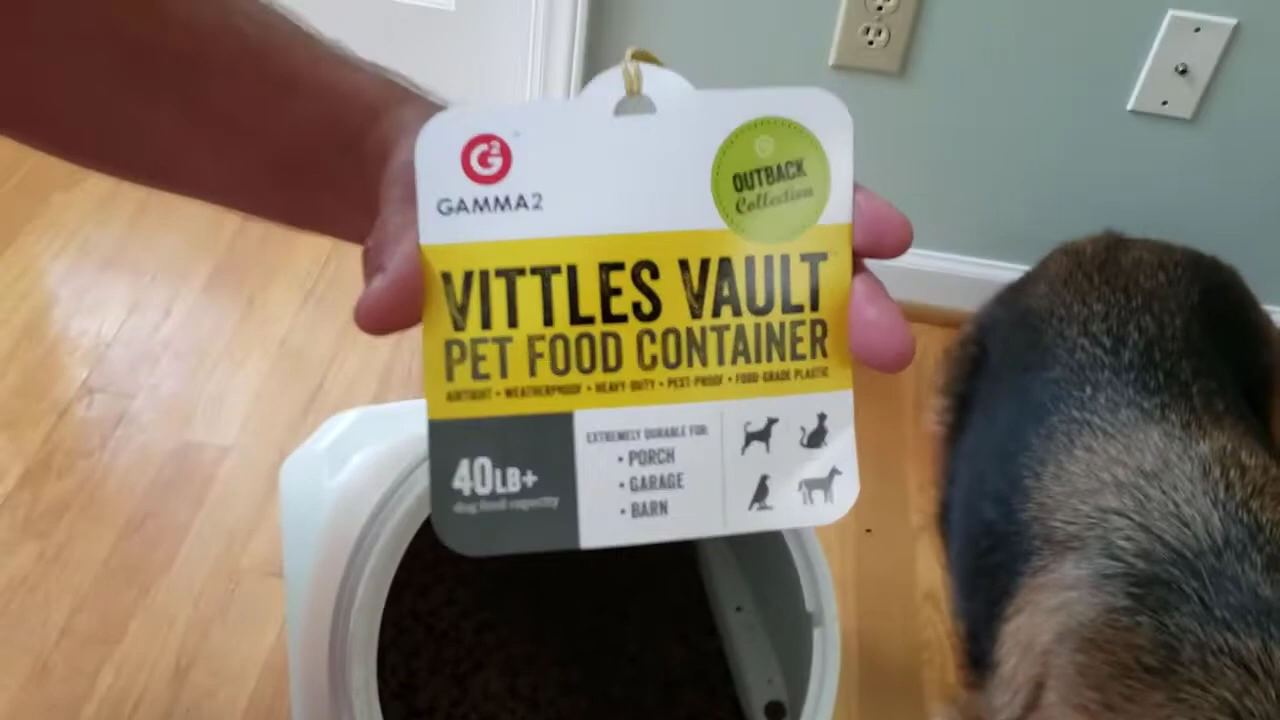 G2
GAMMA2
OUTBACK
Collection
VITTLES VAULT
PET FOOD CONTAINER
AIRTIGHT • WEATHERPROOF • HEAVY-DUTY • PEST-PROOF • FOOD-GRADE PLASTIC
40LB+
dog food capacity
EXTREMELY DURABLE FOR:
• PORCH
• GARAGE
• BARN